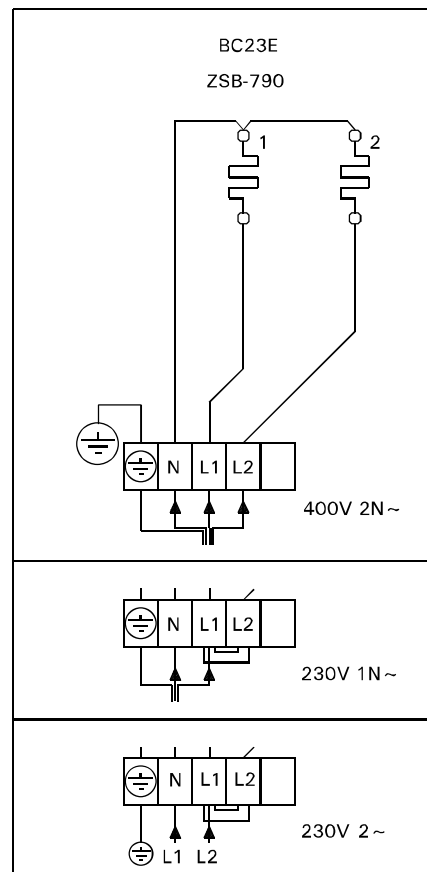 BC23E
ZSB-790
1 2
N L1 L2
400V 2N~
N L1 L2
230V 1N~
N L1 L2
230V 2~
L1 L2